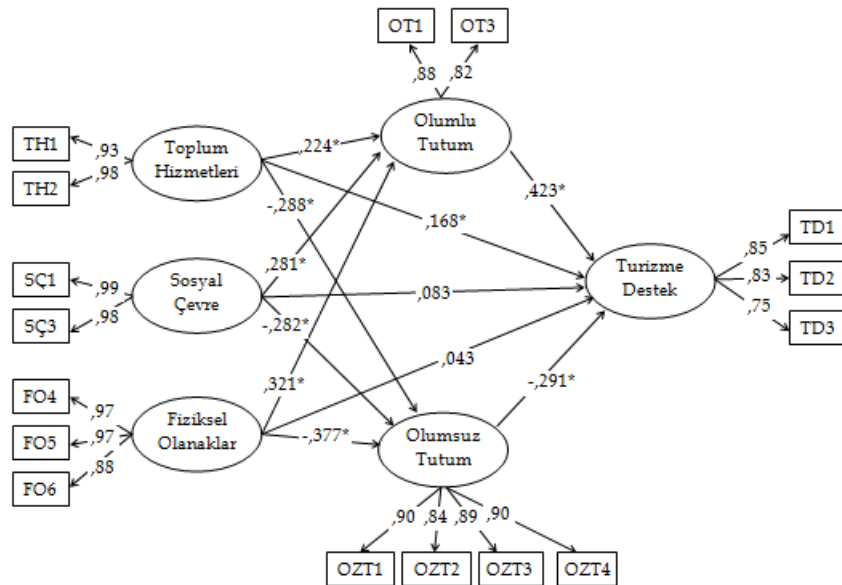 OT1 OT3
,88 ,82
Olumlu
Tutum
TH1
TH2
,93
,98
Toplum
Hizmetleri
,224*
-,288*
,168*
,423*
SÇ1
SÇ3
,99
,98
Sosyal
Çevre
,281*
-,282*
,083
Turizme
Destek
,85
,83
,75
TD1
TD2
TD3
FO4
FO5
FO6
,97
,97
,88
Fiziksel
Olanaklar
,321*
-,377*
,043
-,291*
Olumsuz
Tutum
,90 ,84 ,89 ,90
OZT1 OZT2 OZT3 OZT4